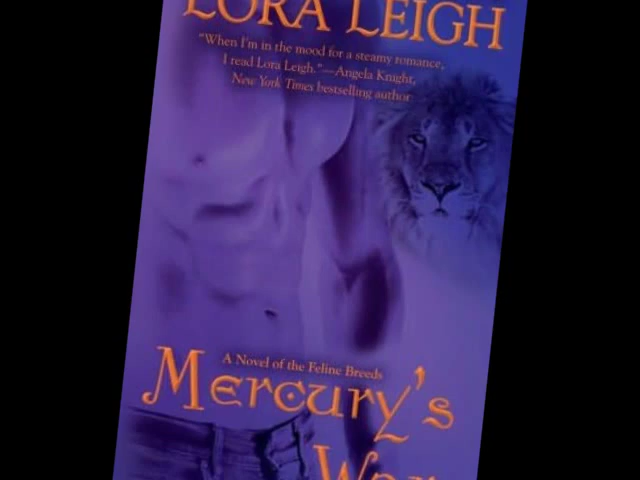 LORA LEIGH
“When I'm in the mood for a steamy romance,
I read Lora Leigh.”—Angela Knight,
New York Times bestselling author
A Novel of the Feline Breeds
Mercury's